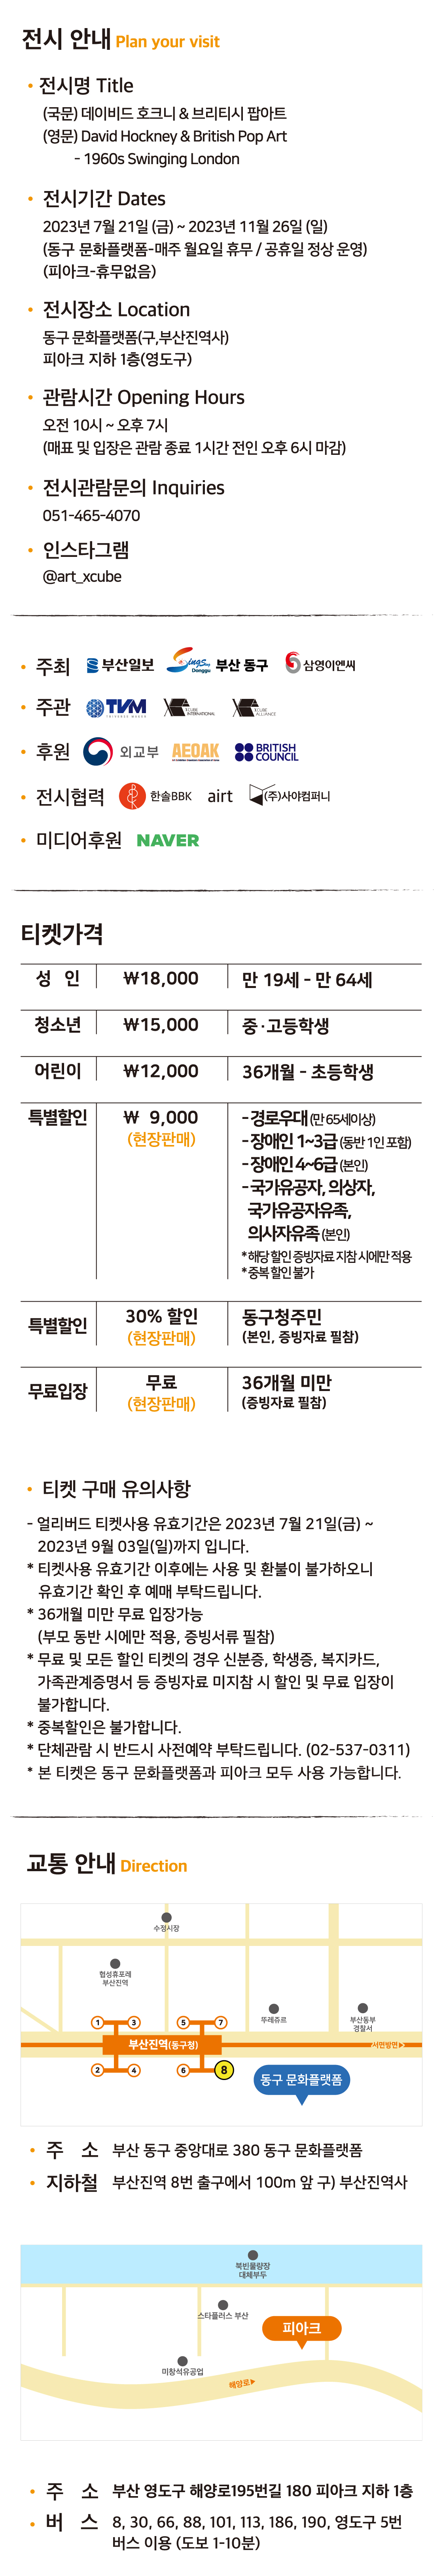 전시 안내 Plan your visit
• 전시명 Title
(국문) 데이비드 호크니 & 브리티시 팝아트
(영문) David Hockney & British Pop Art
- 1960s Swinging London
• 전시기간 Dates
2023년 7월 21일 (금) ~ 2023년 11월 26일 (일)
(동구 문화플랫폼-매주 월요일 휴무 / 공휴일 정상 운영)
(피아크-휴무없음)
• 전시장소 Location
동구 문화플랫폼(구,부산진역사)
피아크 지하 1층(영도구)
• 관람시간 Opening Hours
오전 10시 ~ 오후 7시
(매표 및 입장은 관람 종료 1시간 전인 오후 6시 마감)
• 전시관람문의 Inquiries
051-465-4070
• 인스타그램
@art_xcube
• 주최 부산일보 부산 동구 삼영이엔씨
• 주관 TVM
• 후원 외교부 AEOAK BRITISH COUNCIL
• 전시협력 한솔BBK airt (주)사야컴퍼니
• 미디어후원 NAVER
티켓가격
성 인 ₩18,000 만 19세 - 만 64세
청소년 ₩15,000 중·고등학생
어린이 ₩12,000 36개월 - 초등학생
특별할인 ₩ 9,000 -경로우대 (만 65세이상)
(현장판매) -장애인 1~3급 (동반 1인 포함)
-장애인 4~6급 (본인)
-국가유공자, 의상자,
국가유공자유족,
의사자유족 (본인)
*해당 할인 증빙자료 지참 시에만 적용
*중복 할인 불가
특별할인 30% 할인 동구청주민
(현장판매) (본인, 증빙자료 필참)
무료입장 무료 36개월 미만
(현장판매) (증빙자료 필참)
• 티켓 구매 유의사항
- 얼리버드 티켓사용 유효기간은 2023년 7월 21일(금) ~
2023년 9월 03일(일)까지 입니다.
* 티켓사용 유효기간 이후에는 사용 및 환불이 불가하오니
유효기간 확인 후 예매 부탁드립니다.
* 36개월 미만 무료 입장가능
(부모 동반 시에만 적용, 증빙서류 필참)
* 무료 및 모든 할인 티켓의 경우 신분증, 학생증, 복지카드,
가족관계증명서 등 증빙자료 미지참 시 할인 및 무료 입장이
불가합니다.
* 중복할인은 불가합니다.
* 단체관람 시 반드시 사전예약 부탁드립니다. (02-537-0311)
* 본 티켓은 동구 문화플랫폼과 피아크 모두 사용 가능합니다.
교통 안내 Direction
수정시장
협성휴포레
부산진역
뚜레쥬르
부산동부
경찰서
1 3 5 7
부산진역(동구청)
서면방면>
2 4 6 8
동구 문화플랫폼
• 주 소 부산 동구 중앙대로 380 동구 문화플랫폼
• 지하철 부산진역 8번 출구에서 100m 앞 구) 부산진역사
북빈물량장
대체부두
스타플러스 부산
피아크
미창석유공업
해양로▶
• 주 소 부산 영도구 해양로195번길 180 피아크 지하 1층
• 버 스 8, 30, 66, 88, 101, 113, 186, 190, 영도구 5번
버스 이용 (도보 1-10분)